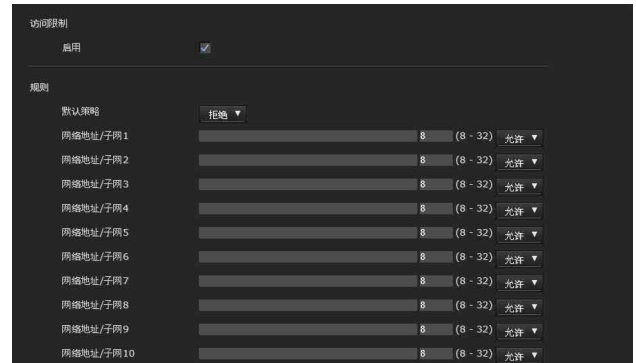 访问限制
启用
规则
默认策略 拒绝
网络地址/子网1 8 (8 - 32) 允许
网络地址/子网2 8 (8 - 32) 允许
网络地址/子网3 8 (8 - 32) 允许
网络地址/子网4 8 (8 - 32) 允许
网络地址/子网5 8 (8 - 32) 允许
网络地址/子网6 8 (8 - 32) 允许
网络地址/子网7 8 (8 - 32) 允许
网络地址/子网8 8 (8 - 32) 允许
网络地址/子网9 8 (8 - 32) 允许
网络地址/子网10 8 (8 - 32) 允许